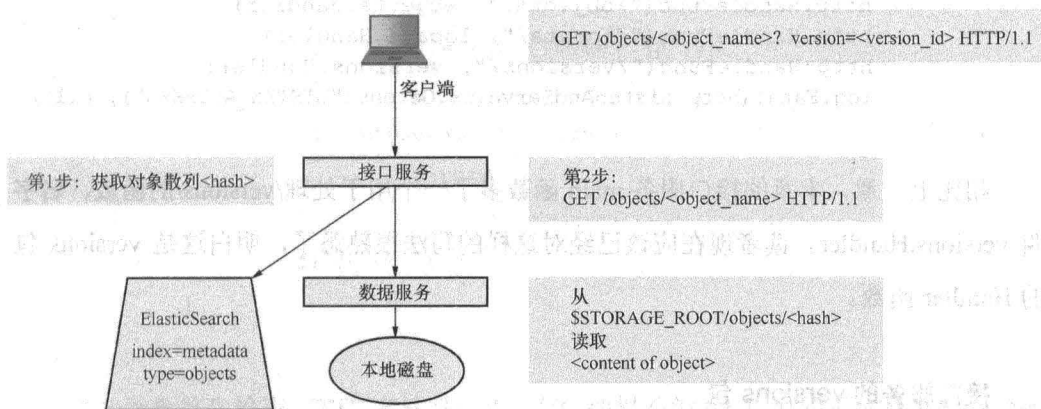 GET /objects/<object_name>? version=<version_id> HTTP/1.1
客户端
第1步：获取对象散列<hash>
接口服务
第2步：
GET /objects/<object_name> HTTP/1.1
数据服务
从
$STORAGE_ROOT/objects/<hash>
读取
<content of object>
ElasticSearch
index=metadata
type=objects
本地磁盘